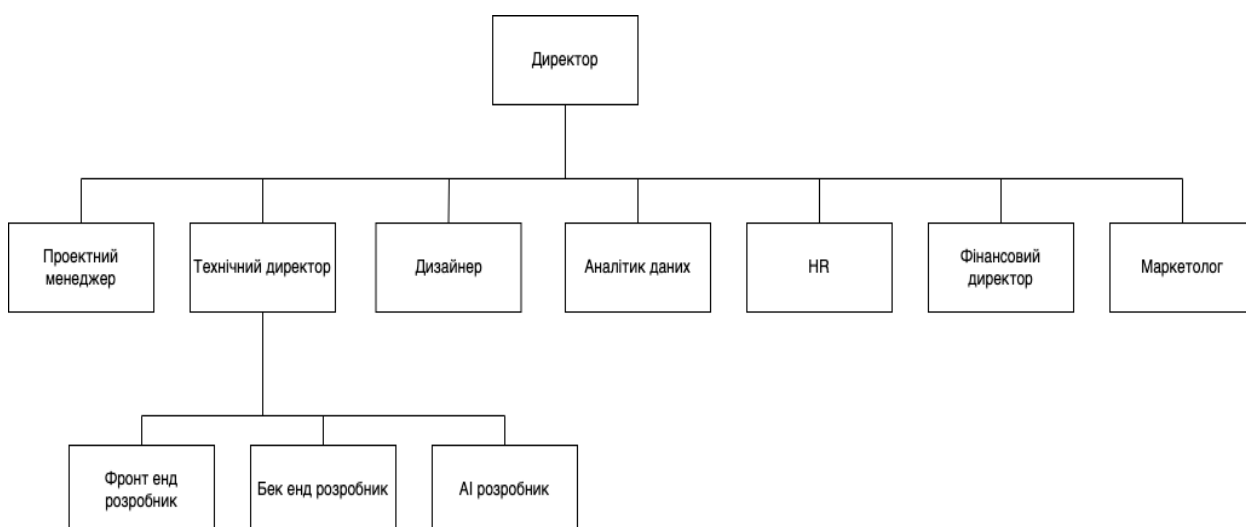 Директор
Проектний
менеджер
Технічний директор
Дизайнер
Аналітик даних
HR
Фінансовий
директор
Маркетолог
Фронт енд
розробник
Бек енд розробник
AI розробник